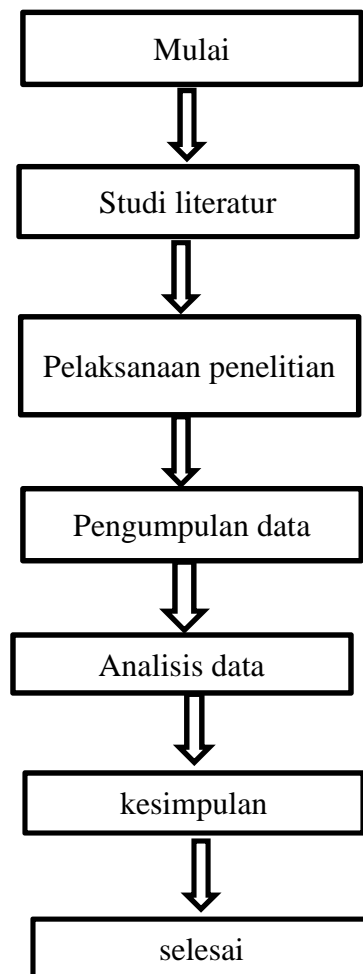 Mulai
Studi literatur
Pelaksanaan penelitian
Pengumpulan data
Analisis data
kesimpulan
selesai